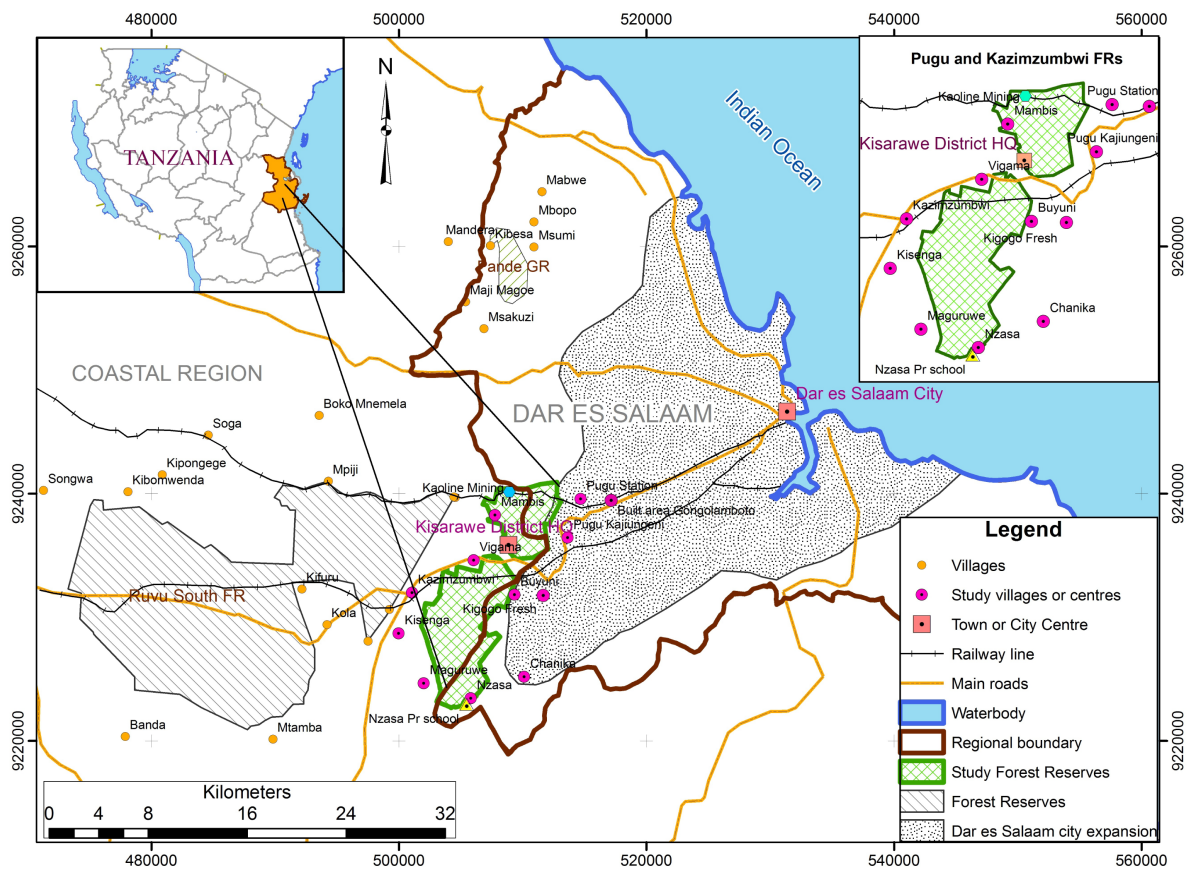 480000
500000
520000
540000
560000
N
TANZANIA
Indian Ocean
Pugu and Kazimzumbwi FRs
Kaoline Mining
Pugu Station
Mambis
Pugu Kajiungeni
Kisarawe District HQ
Vigama
Kazimzumbwi
Buyuni
Kigogo Fresh
Kisenga
Chanika
Maguruwe
Nzasa
Nzasa Pr school
9260000
9260000
Mabwe
Mbopo
Mandera
Kibesa
Msumi
Pande GR
Maji Magoe
Msakuzi
COASTAL REGION
Dar es Salaam City
DAR ES SALAAM
Boko Mnemela
Soga
Kipongege
Mpiji
Songwa
Kibomwenda
9240000
9240000
Kaoline Mining
Pugu Station
Mambis
Built area Gongolamboto
Kisarawe District HQ
Pugu Kajiungeni
Vigama
Kifuru
Kazimzumbwi
Buyuni
Ruvu South FR
Kola
Kigogo Fresh
Kisenga
Chanika
Maguruwe
Nzasa
Nzasa Pr school
Banda
Mtamba
9220000
9220000
Legend
Villages
Study villages or centres
Town or City Centre
Railway line
Main roads
Waterbody
Regional boundary
Study Forest Reserves
Forest Reserves
Dar es Salaam city expansion
Kilometers
0 4 8 16 24 32
480000
500000
520000
540000
560000